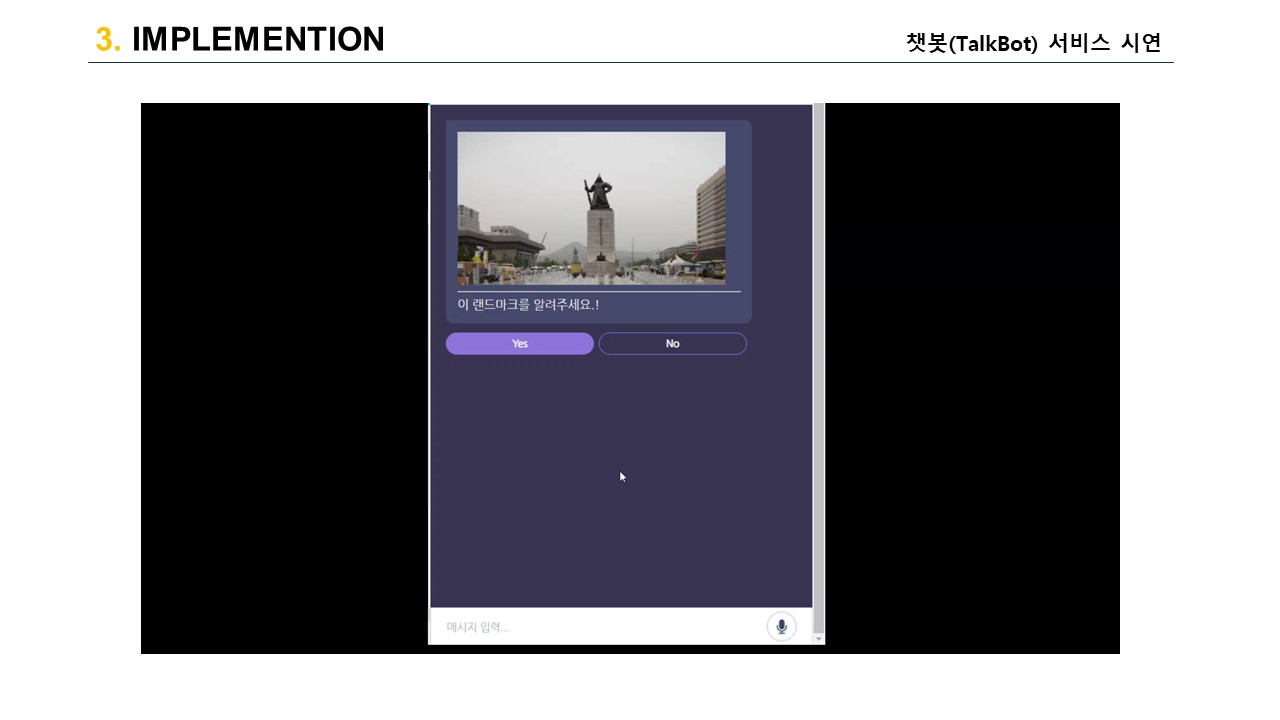 3. IMPLEMENTION
챗봇(TalkBot) 서비스 시연
이 랜드마크를 알려주세요.!
Yes
No
메시지 입력...